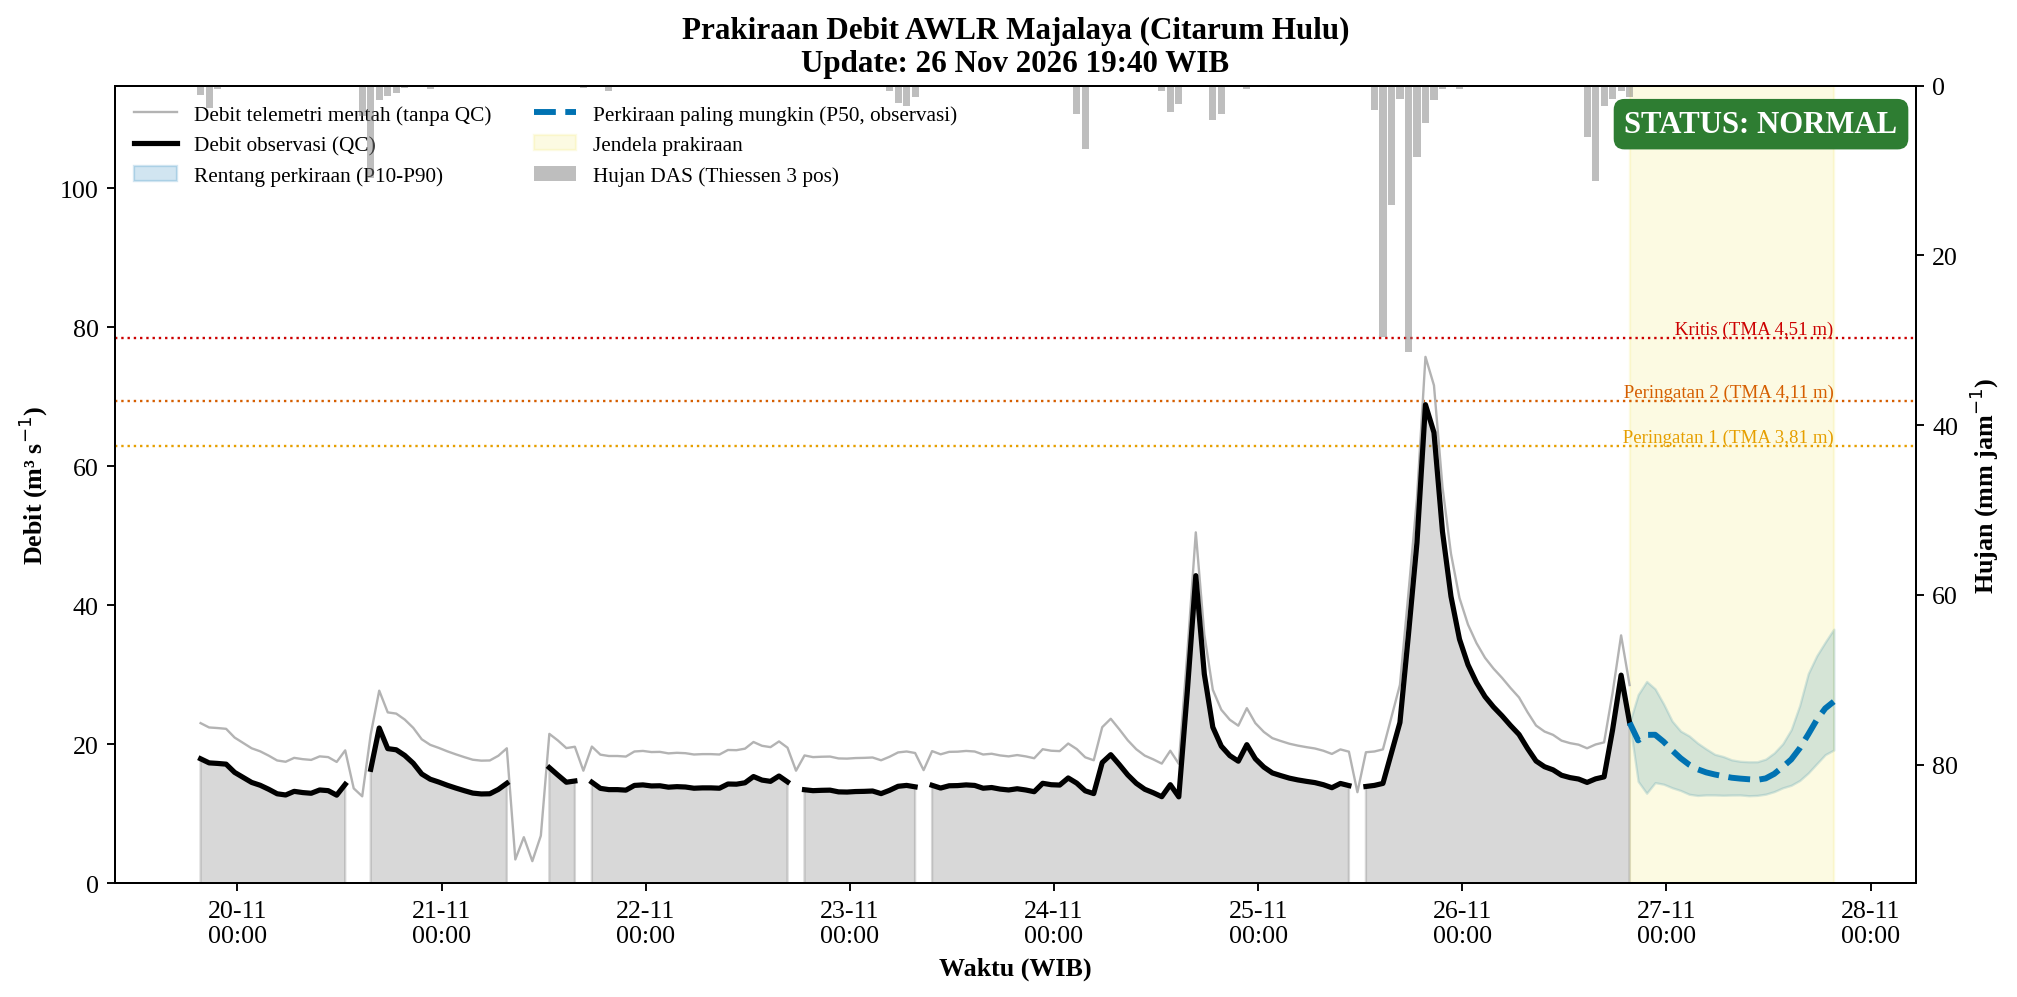 Prakiraan Debit AWLR Majalaya (Citarum Hulu)
Update: 26 Nov 2026 19:40 WIB
Debit telemetri mentah (tanpa QC)
Debit observasi (QC)
Rentang perkiraan (P10-P90)
Perkiraan paling mungkin (P50, observasi)
Jendela prakiraan
Hujan DAS (Thiessen 3 pos)
STATUS: NORMAL
Kritis (TMA 4,51 m)
Peringatan 2 (TMA 4,11 m)
Peringatan 1 (TMA 3,81 m)
Debit (m³ s⁻¹)
100
80
60
40
20
0
Hujan (mm jam⁻¹)
0
20
40
60
80
20-11
00:00
21-11
00:00
22-11
00:00
23-11
00:00
24-11
00:00
25-11
00:00
26-11
00:00
27-11
00:00
28-11
00:00
Waktu (WIB)